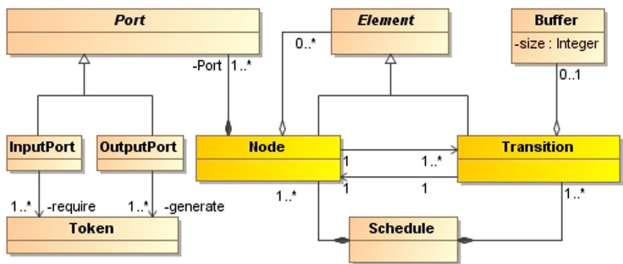 Port
Element
Buffer
-size : Integer
0..*
-Port
1..*
0..1
InputPort
OutputPort
Node
Transition
1
1..*
1
1
1..*
-require
1..*
-generate
1..*
1..*
Token
Schedule